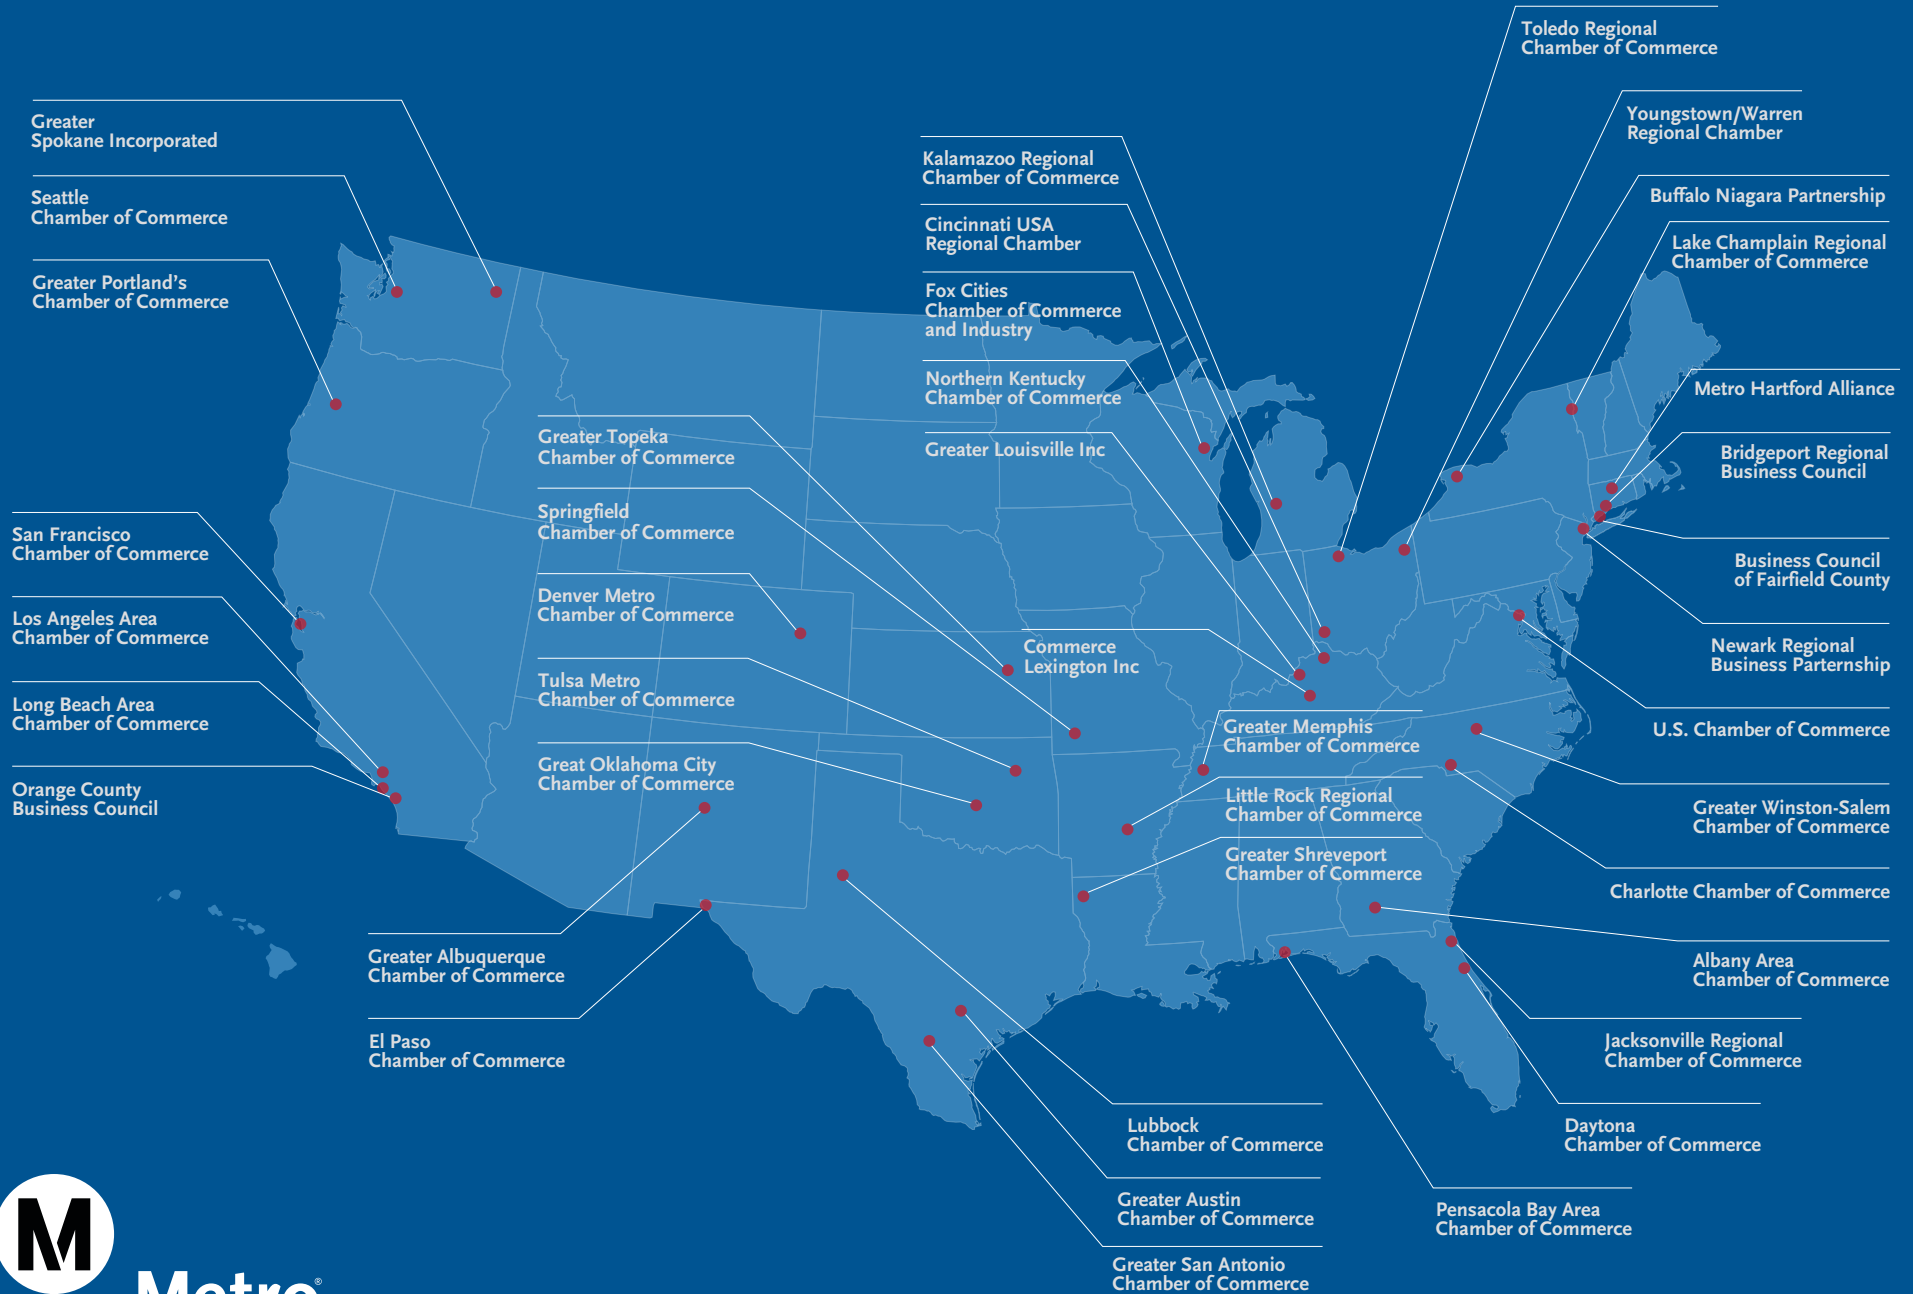 Toledo Regional
Chamber of Commerce
Greater
Spokane Incorporated
Seattle
Chamber of Commerce
Greater Portland's
Chamber of Commerce
San Francisco
Chamber of Commerce
Los Angeles Area
Chamber of Commerce
Long Beach Area
Chamber of Commerce
Orange County
Business Council
Greater Topeka
Chamber of Commerce
Springfield
Chamber of Commerce
Denver Metro
Chamber of Commerce
Tulsa Metro
Chamber of Commerce
Great Oklahoma City
Chamber of Commerce
Greater Albuquerque
Chamber of Commerce
El Paso
Chamber of Commerce
Kalamazoo Regional
Chamber of Commerce
Cincinnati USA
Regional Chamber
Fox Cities
Chamber of Commerce
and Industry
Northern Kentucky
Chamber of Commerce
Greater Louisville Inc
Commerce
Lexington Inc
Greater Memphis
Chamber of Commerce
Little Rock Regional
Chamber of Commerce
Greater Shreveport
Chamber of Commerce
Youngstown/Warren
Regional Chamber
Buffalo Niagara Partnership
Lake Champlain Regional
Chamber of Commerce
Metro Hartford Alliance
Bridgeport Regional
Business Council
Business Council
of Fairfield County
Newark Regional
Business Parternship
U.S. Chamber of Commerce
Greater Winston-Salem
Chamber of Commerce
Charlotte Chamber of Commerce
Albany Area
Chamber of Commerce
Jacksonville Regional
Chamber of Commerce
Daytona
Chamber of Commerce
Pensacola Bay Area
Chamber of Commerce
Lubbock
Chamber of Commerce
Greater Austin
Chamber of Commerce
Greater San Antonio
Chamber of Commerce
M
Metro®